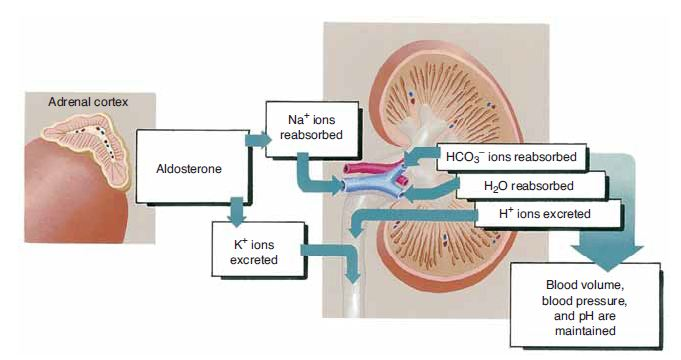 Adrenal cortex
Aldosterone
Na⁺ ions
reabsorbed
K⁺ ions
excreted
HCO₃⁻ ions reabsorbed
H₂O reabsorbed
H⁺ ions excreted
Blood volume,
blood pressure,
and pH are
maintained